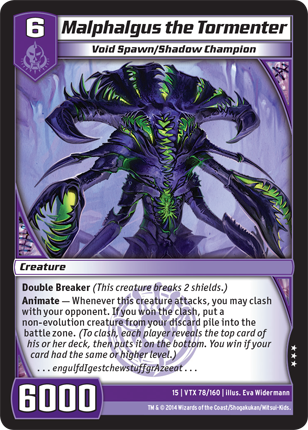 6
Malphalgus the Tormenter
Void Spawn/Shadow Champion
Creature
Double Breaker (This creature breaks 2 shields.)
Animate — Whenever this creature attacks, you may clash
with your opponent. If you won the clash, put a
non-evolution creature from your discard pile into the
battle zone. (To clash, each player reveals the top card of
his or her deck, then puts it on the bottom. You win if your
card had the same or higher level.)
. . . engulfdIgestchewstuffgrAzeeat . . .
6000
15 | VTX 78/160 | illus. Eva Widermann
TM & © 2014 Wizards of the Coast/Shogakukan/Mitsui-Kids.